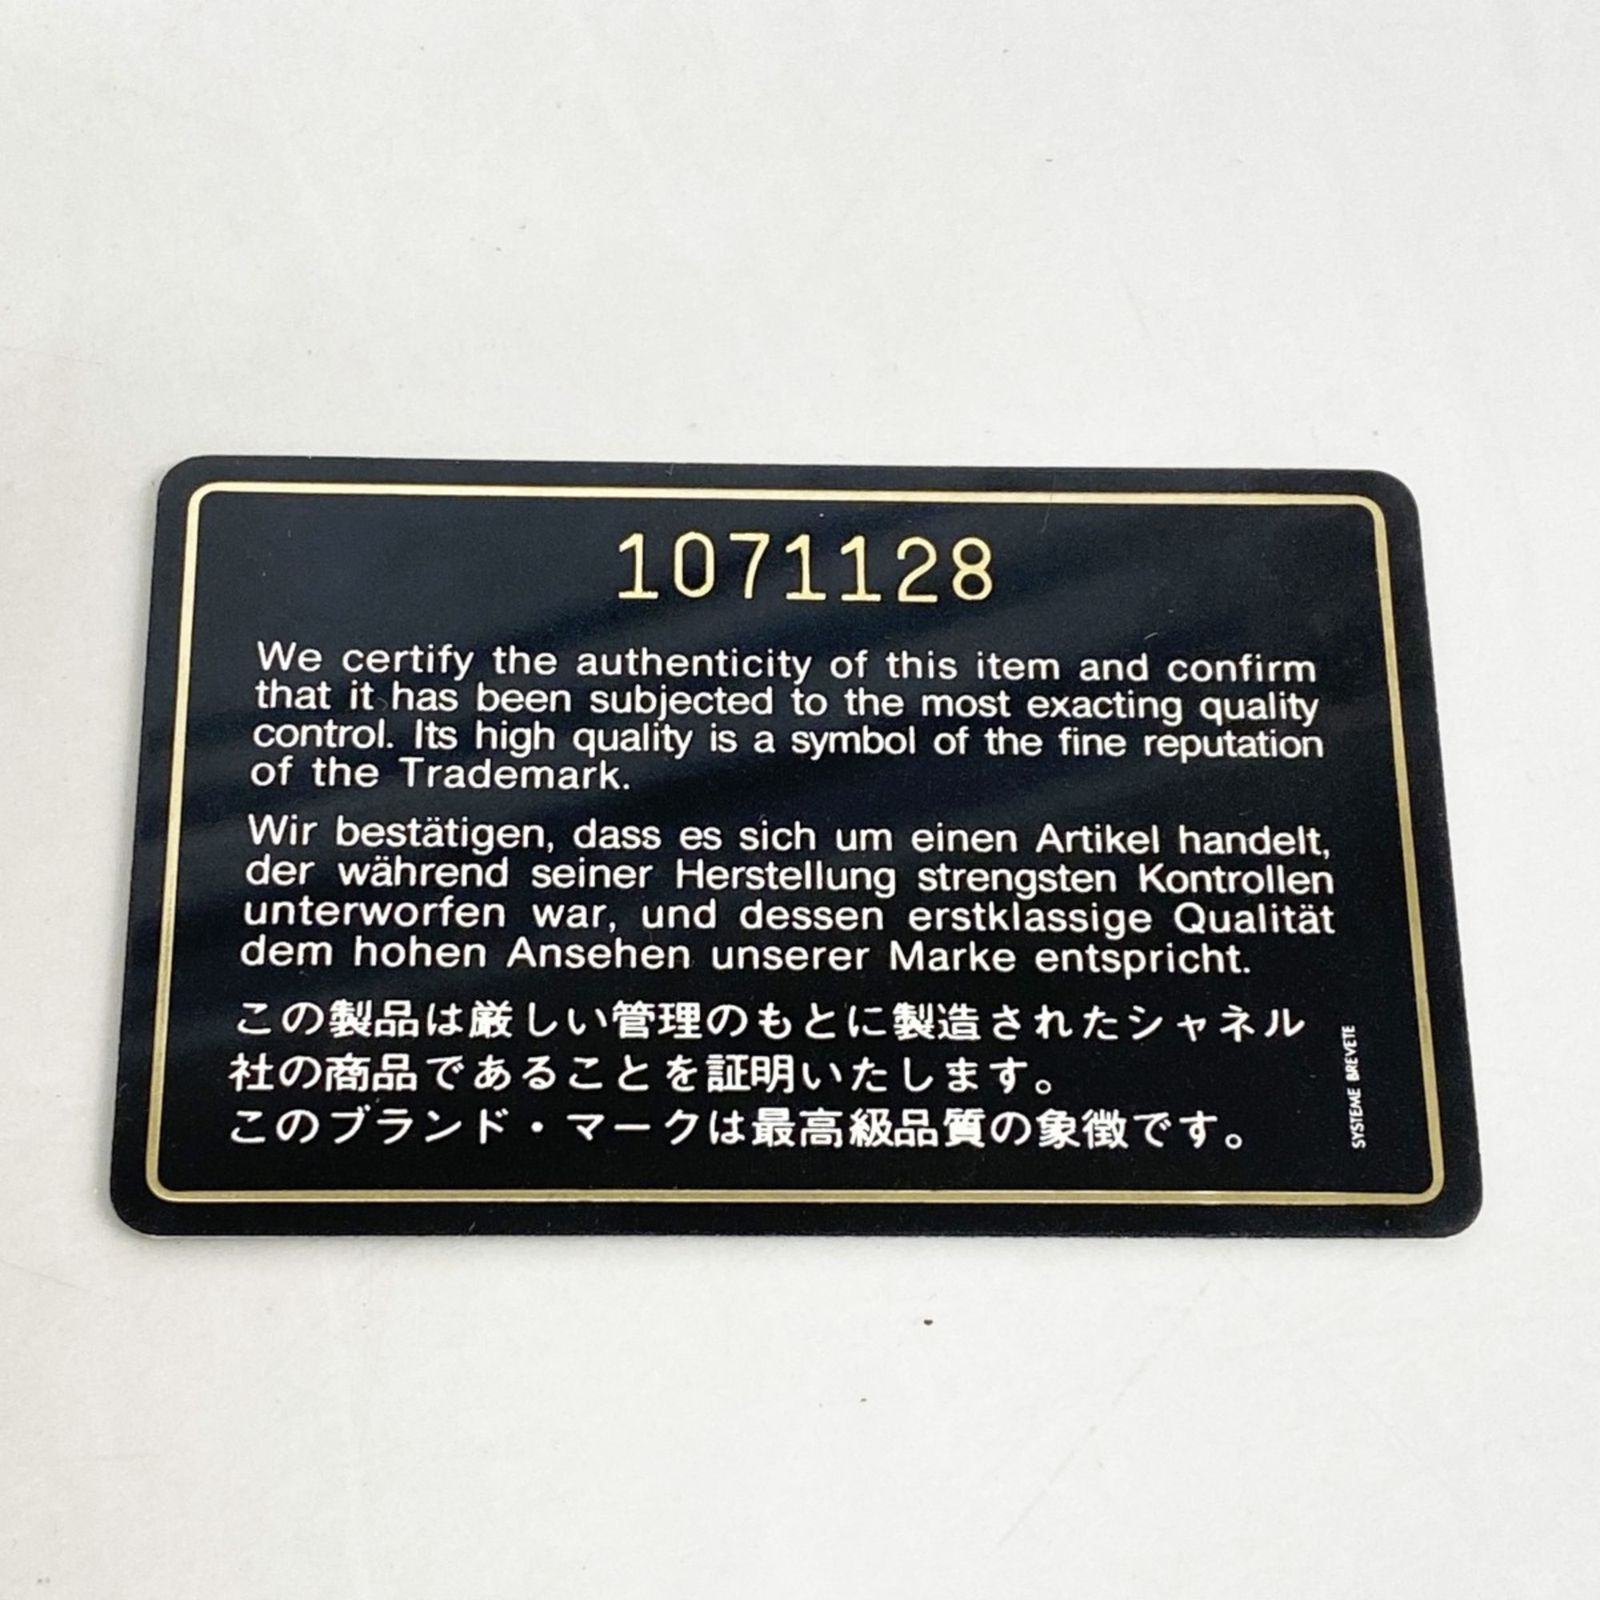 1071128
We certify the authenticity of this item and confirm
that it has been subjected to the most exacting quality
control. Its high quality is a symbol of the fine reputation
of the Trademark.
Wir bestätigen, dass es sich um einen Artikel handelt,
der während seiner Herstellung strengsten Kontrollen
unterworfen war, und dessen erstklassige Qualität
dem hohen Ansehen unserer Marke entspricht.
この製品は厳しい管理のもとに製造されたシャネル
社の商品であることを証明いたします。
このブランド・マークは最高級品質の象徴です。
SYSTEME BREVETE